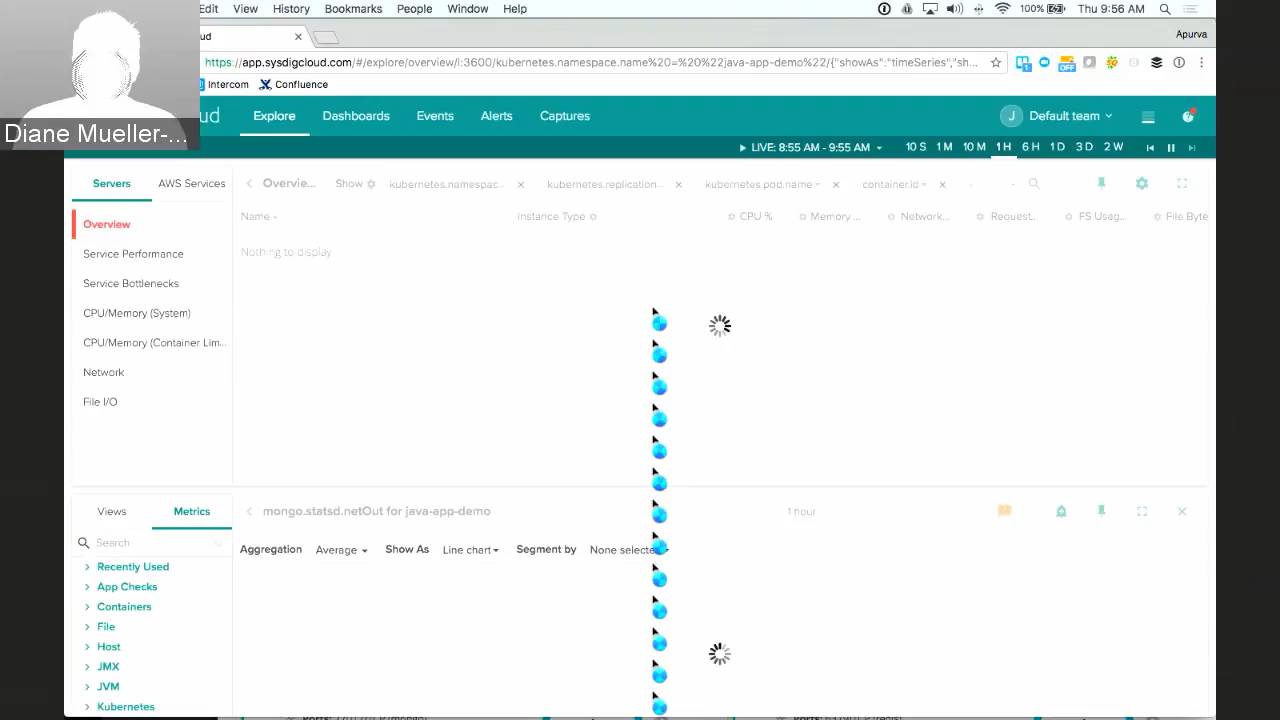 Edit View History Bookmarks People Window Help 100% Thu 9:56 AM
ud Apurva
https://app.sysdigcloud.com/#/explore/overview/l:3600/kubernetes.namespace.name%20=%20%22java-app-demo%22/{"showAs":"timeSeries","sh...
Intercom Confluence
Diane Mueller-...
oud Explore Dashboards Events Alerts Captures J Default team
LIVE: 8:55 AM - 9:55 AM 10 S 1 M 10 M 1 H 6 H 1 D 3 D 2 W
Servers AWS Services Overvie... Show kubernetes.namespac... kubernetes.replication... kubernetes.pod.name container.id
Name Instance Type CPU % Memory ... Network... Request... FS Usag... File Byte
Overview
Nothing to display
Service Performance
Service Bottlenecks
CPU/Memory (System)
CPU/Memory (Container Lim...
Network
File I/O
Views Metrics mongo.statsd.netOut for java-app-demo 1 hour
Search
Aggregation Average Show As Line chart Segment by None selecte
Recently Used
App Checks
Containers
File
Host
JMX
JVM
Kubernetes